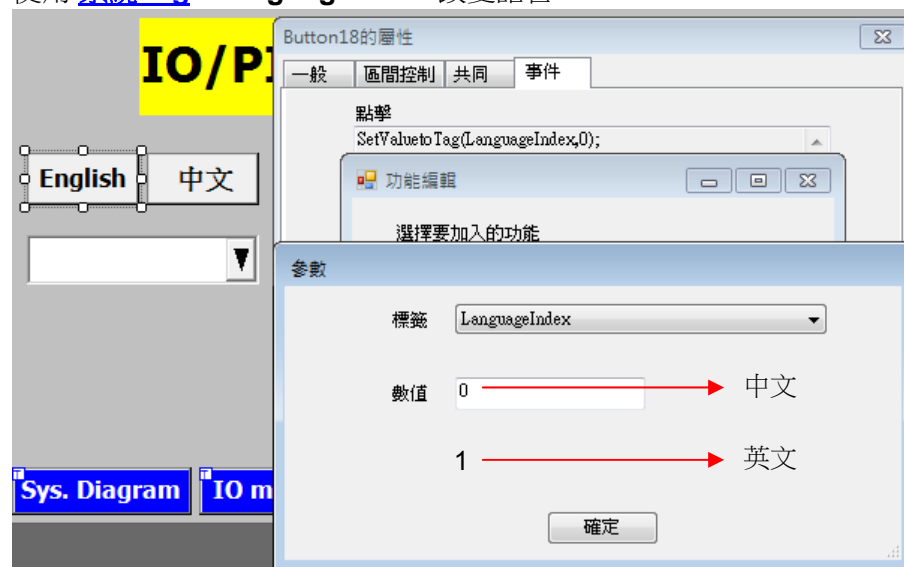 Button18的屬性
IO/P
一般 區間控制 共同 事件
點擊
SetValuetoTag(LanguageIndex,0);
English 中文
功能編輯
選擇要加入的功能
參數
標籤 LanguageIndex
數值 0 中文
1 英文
Sys. Diagram IO m
確定